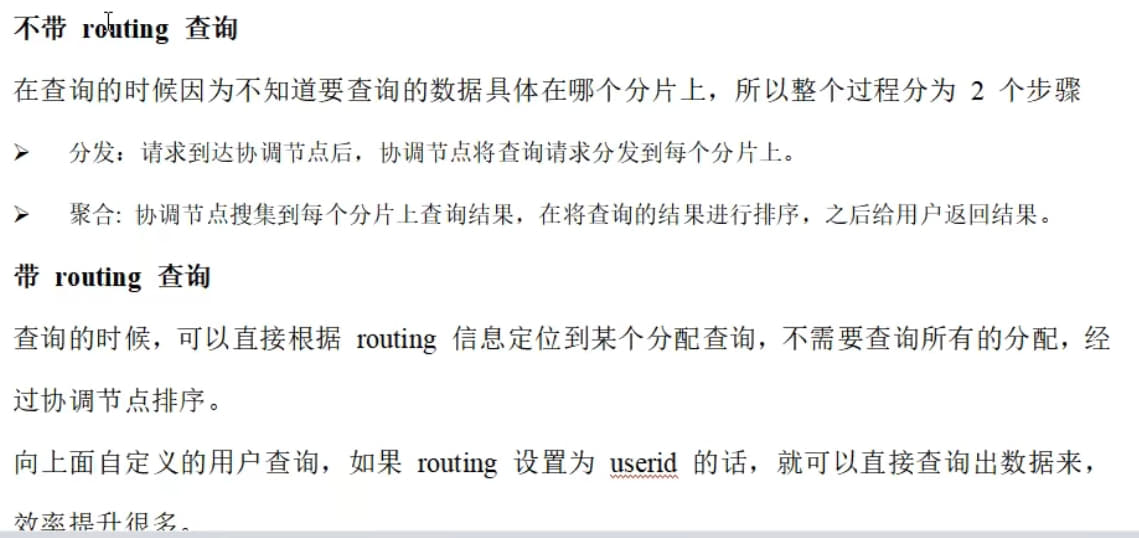 不带 routing 查询
在查询的时候因为不知道要查询的数据具体在哪个分片上，所以整个过程分为 2 个步骤
➢ 分发：请求到达协调节点后，协调节点将查询请求分发到每个分片上。
➢ 聚合: 协调节点搜集到每个分片上查询结果，在将查询的结果进行排序，之后给用户返回结果。
带 routing 查询
查询的时候，可以直接根据 routing 信息定位到某个分配查询，不需要查询所有的分配，经
过协调节点排序。
向上面自定义的用户查询，如果 routing 设置为 userid 的话，就可以直接查询出数据来，
效率提升很多。